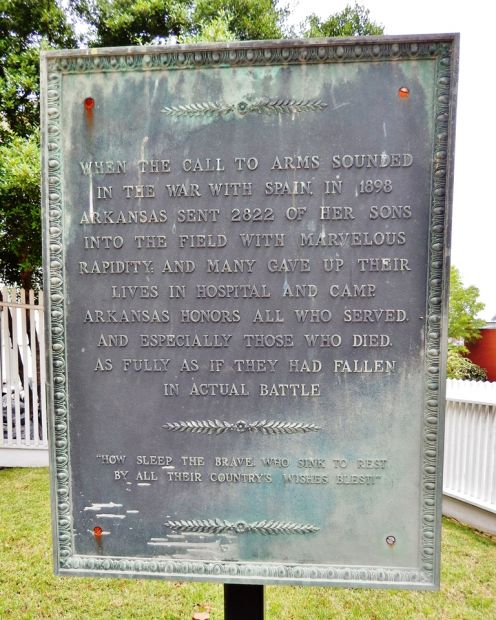 WHEN THE CALL TO ARMS SOUNDED
IN THE WAR WITH SPAIN, IN 1898
ARKANSAS SENT 2822 OF HER SONS
INTO THE FIELD WITH MARVELOUS
RAPIDITY; AND MANY GAVE UP THEIR
LIVES IN HOSPITAL AND CAMP.
ARKANSAS HONORS ALL WHO SERVED,
AND ESPECIALLY THOSE WHO DIED,
AS FULLY AS IF THEY HAD FALLEN
IN ACTUAL BATTLE
"HOW SLEEP THE BRAVE, WHO SINK TO REST
BY ALL THEIR COUNTRY'S WISHES BLEST!"